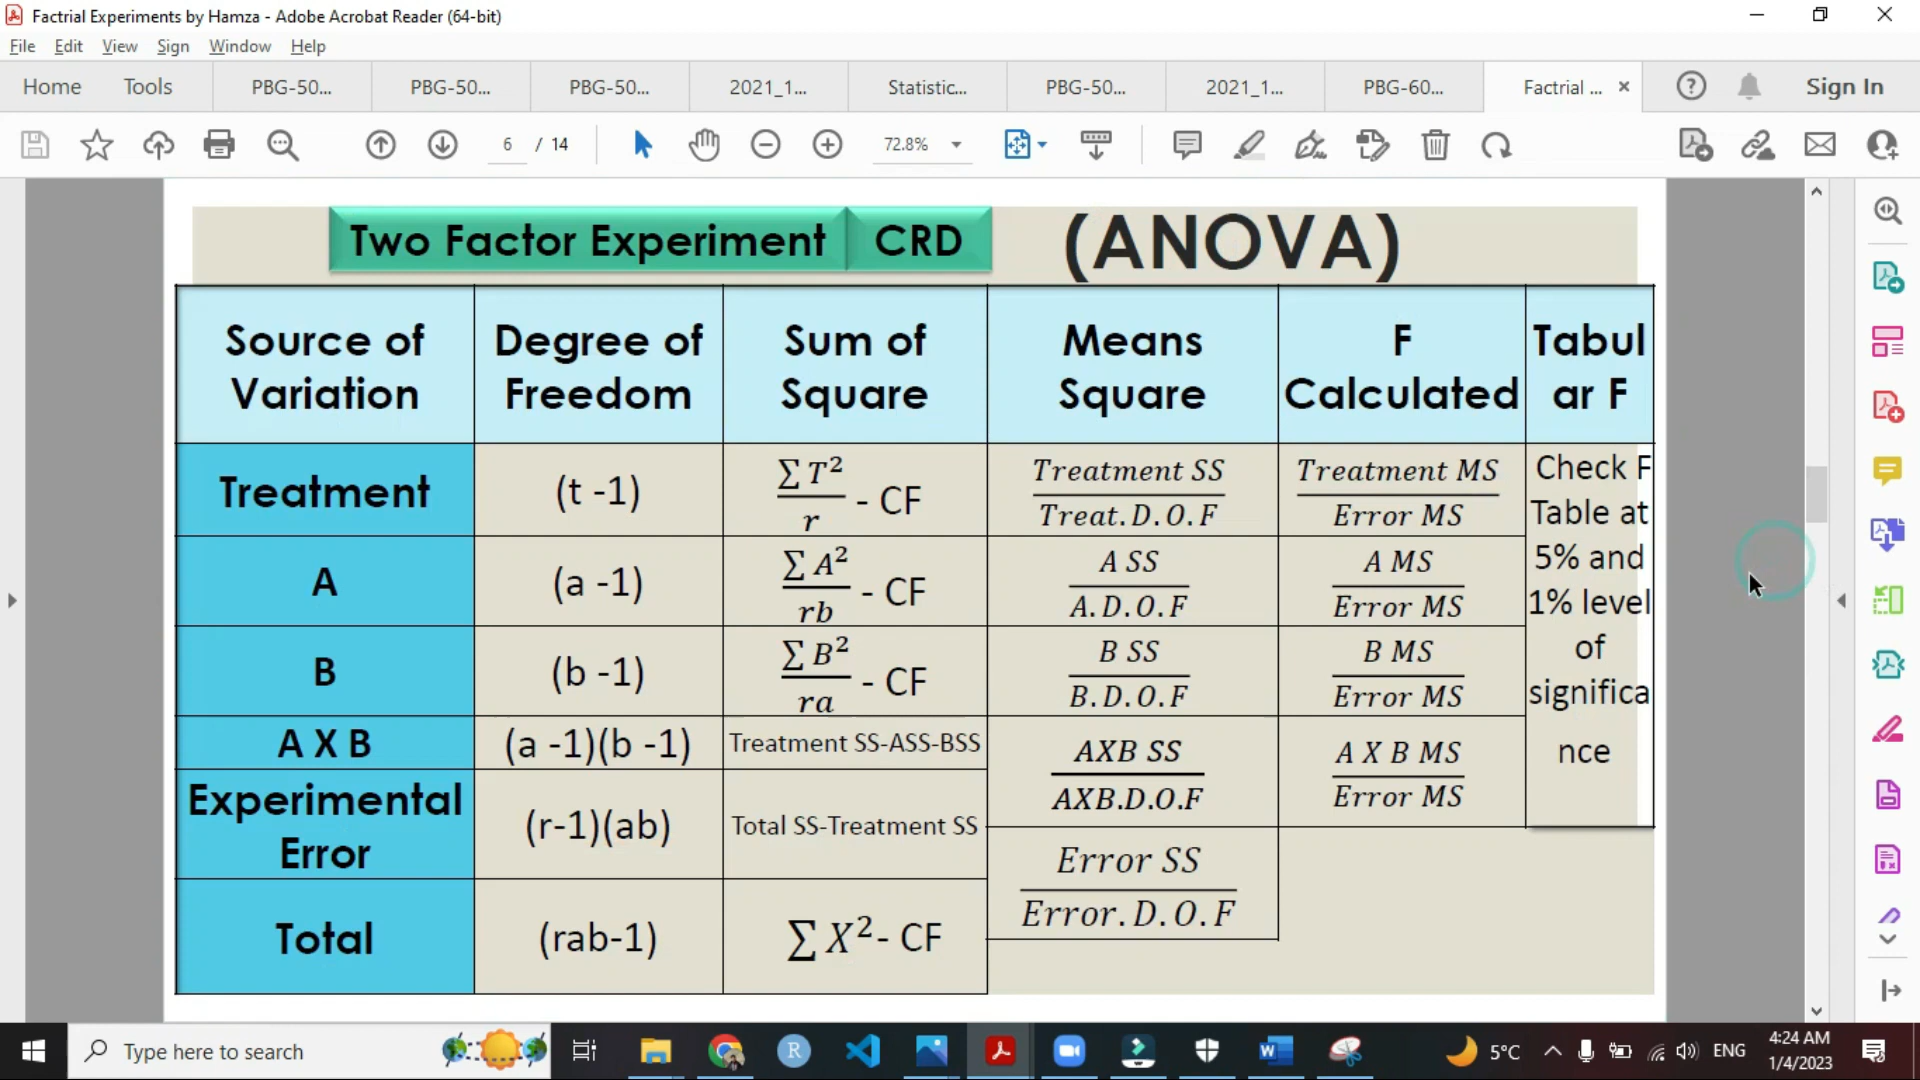 Factrial Experiments by Hamza - Adobe Acrobat Reader (64-bit)
File Edit View Sign Window Help
Home Tools PBG-50... PBG-50... PBG-50... 2021_1... Statistic... PBG-50... 2021_1... PBG-60... Factrial ... Sign In
6 / 14 72.8%
Two Factor Experiment CRD (ANOVA)
Source of Variation
Degree of Freedom
Sum of Square
Means Square
F Calculated
Tabul
ar F
Treatment
(t -1)
∑ T² / r - CF
Treatment SS / Treat. D. O. F
Treatment MS / Error MS
A
(a -1)
∑ A² / rb - CF
A SS / A. D. O. F
A MS / Error MS
B
(b -1)
∑ B² / ra - CF
B SS / B. D. O. F
B MS / Error MS
A X B
(a -1)(b -1)
Treatment SS-ASS-BSS
AXB SS / AXB.D.O.F
A X B MS / Error MS
Experimental
Error
(r-1)(ab)
Total SS-Treatment SS
Error SS / Error. D. O. F
Total
(rab-1)
∑ X² - CF
Check F
Table at
5% and
1% level
of
significa
nce
Type here to search
R
W
5°C
ENG
4:24 AM
1/4/2023